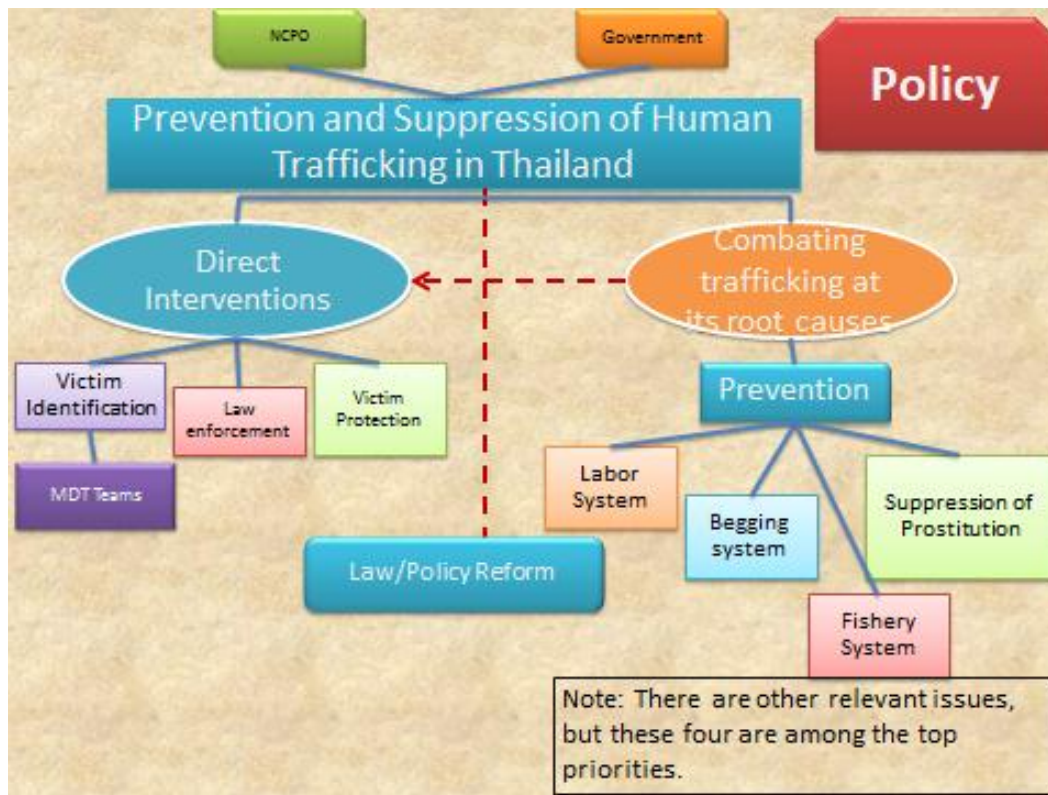 NCPO
Government
Policy
Prevention and Suppression of Human
Trafficking in Thailand
Direct
Interventions
Combating
trafficking at
its root causes
Victim
Identification
Law
enforcement
Victim
Protection
Prevention
MDT Teams
Labor
System
Begging
system
Suppression of
Prostitution
Law/Policy Reform
Fishery
System
Note: There are other relevant issues,
but these four are among the top
priorities.